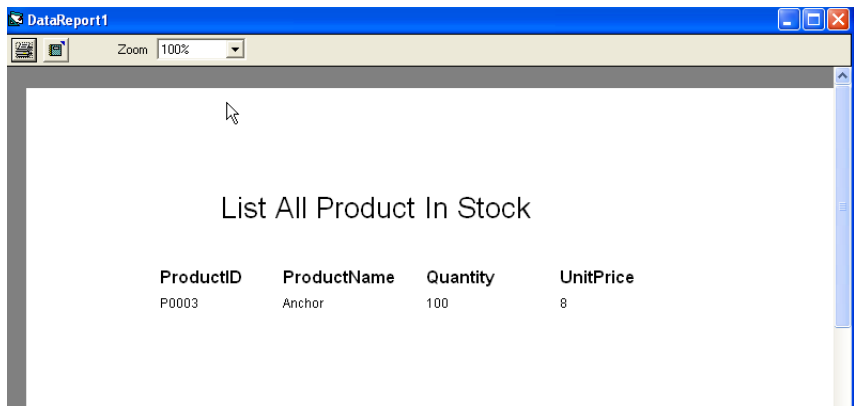 DataReport1
Zoom 100%
List All Product In Stock
ProductID ProductName Quantity UnitPrice
P0003 Anchor 100 8